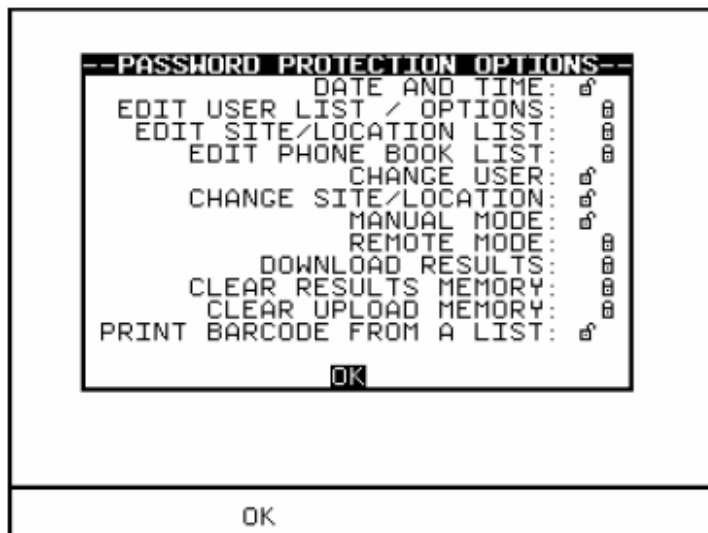 --PASSWORD PROTECTION OPTIONS--
DATE AND TIME:
EDIT USER LIST / OPTIONS:
EDIT SITE/LOCATION LIST:
EDIT PHONE BOOK LIST:
CHANGE USER:
CHANGE SITE/LOCATION:
MANUAL MODE:
REMOTE MODE:
DOWNLOAD RESULTS:
CLEAR RESULTS MEMORY:
CLEAR UPLOAD MEMORY:
PRINT BARCODE FROM A LIST:
OK
OK